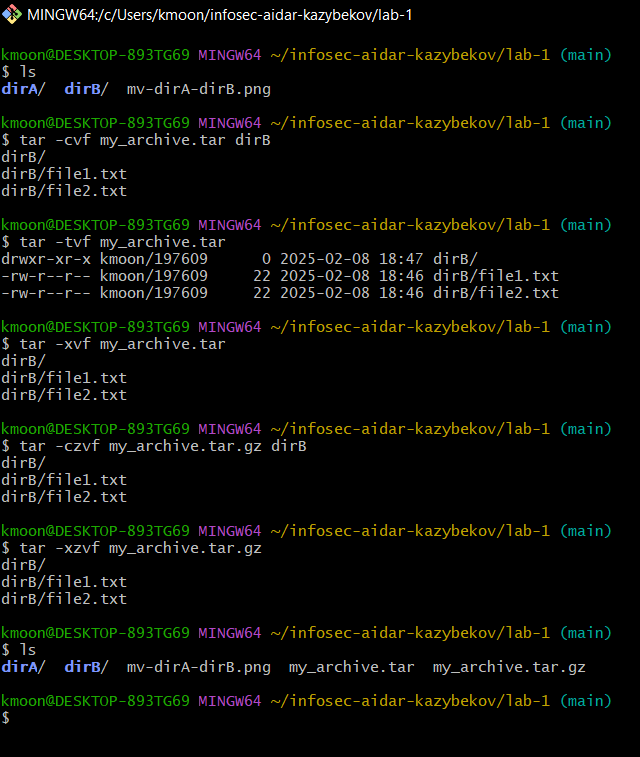 MINGW64:/c/Users/kmoon/infosec-aidar-kazybekov/lab-1
kmoon@DESKTOP-893TG69 MINGW64 ~/infosec-aidar-kazybekov/lab-1 (main)
$ ls
dirA/  dirB/  mv-dirA-dirB.png
kmoon@DESKTOP-893TG69 MINGW64 ~/infosec-aidar-kazybekov/lab-1 (main)
$ tar -cvf my_archive.tar dirB
dirB/
dirB/file1.txt
dirB/file2.txt
kmoon@DESKTOP-893TG69 MINGW64 ~/infosec-aidar-kazybekov/lab-1 (main)
$ tar -tvf my_archive.tar
drwxr-xr-x kmoon/197609      0 2025-02-08 18:47 dirB/
-rw-r--r-- kmoon/197609     22 2025-02-08 18:46 dirB/file1.txt
-rw-r--r-- kmoon/197609     22 2025-02-08 18:46 dirB/file2.txt
kmoon@DESKTOP-893TG69 MINGW64 ~/infosec-aidar-kazybekov/lab-1 (main)
$ tar -xvf my_archive.tar
dirB/
dirB/file1.txt
dirB/file2.txt
kmoon@DESKTOP-893TG69 MINGW64 ~/infosec-aidar-kazybekov/lab-1 (main)
$ tar -czvf my_archive.tar.gz dirB
dirB/
dirB/file1.txt
dirB/file2.txt
kmoon@DESKTOP-893TG69 MINGW64 ~/infosec-aidar-kazybekov/lab-1 (main)
$ tar -xzvf my_archive.tar.gz
dirB/
dirB/file1.txt
dirB/file2.txt
kmoon@DESKTOP-893TG69 MINGW64 ~/infosec-aidar-kazybekov/lab-1 (main)
$ ls
dirA/  dirB/  mv-dirA-dirB.png  my_archive.tar  my_archive.tar.gz
kmoon@DESKTOP-893TG69 MINGW64 ~/infosec-aidar-kazybekov/lab-1 (main)
$